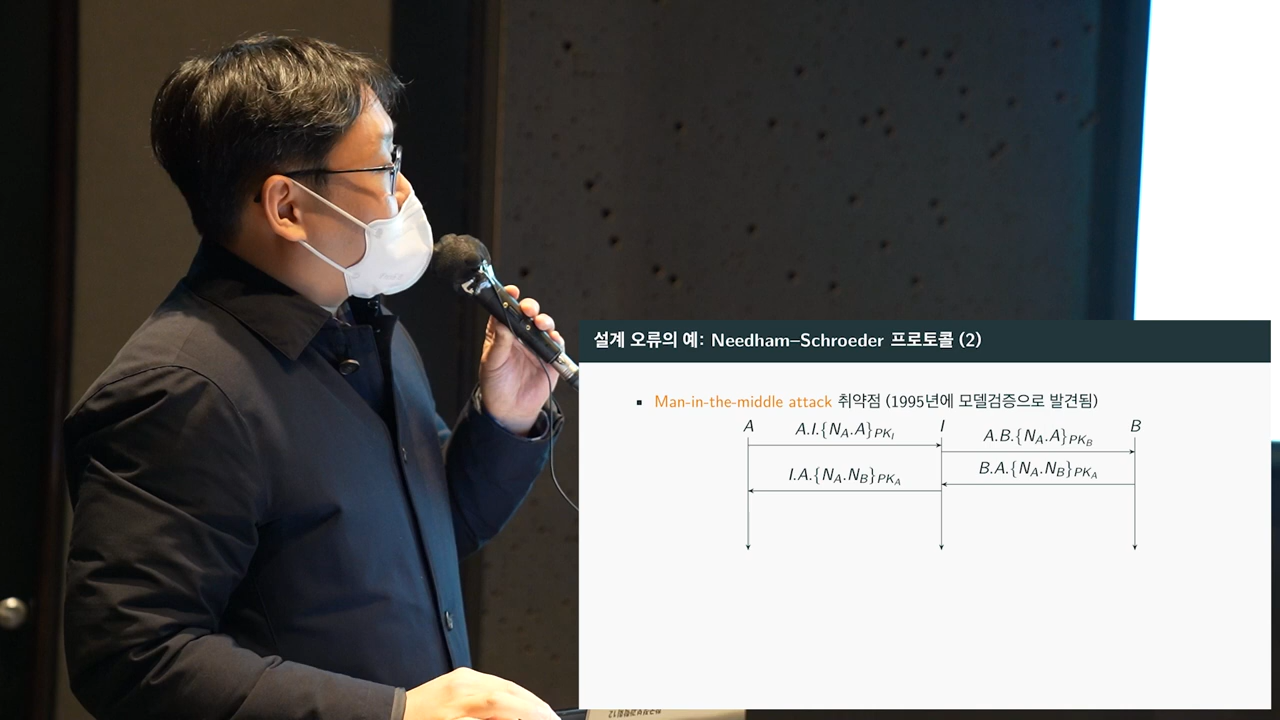 설계 오류의 예: Needham–Schroeder 프로토콜 (2)
▪ Man-in-the-middle attack 취약점 (1995년에 모델검증으로 발견됨)
A I B
A.I.{N_A.A}_{PK_I}
A.B.{N_A.A}_{PK_B}
B.A.{N_A.N_B}_{PK_A}
I.A.{N_A.N_B}_{PK_A}